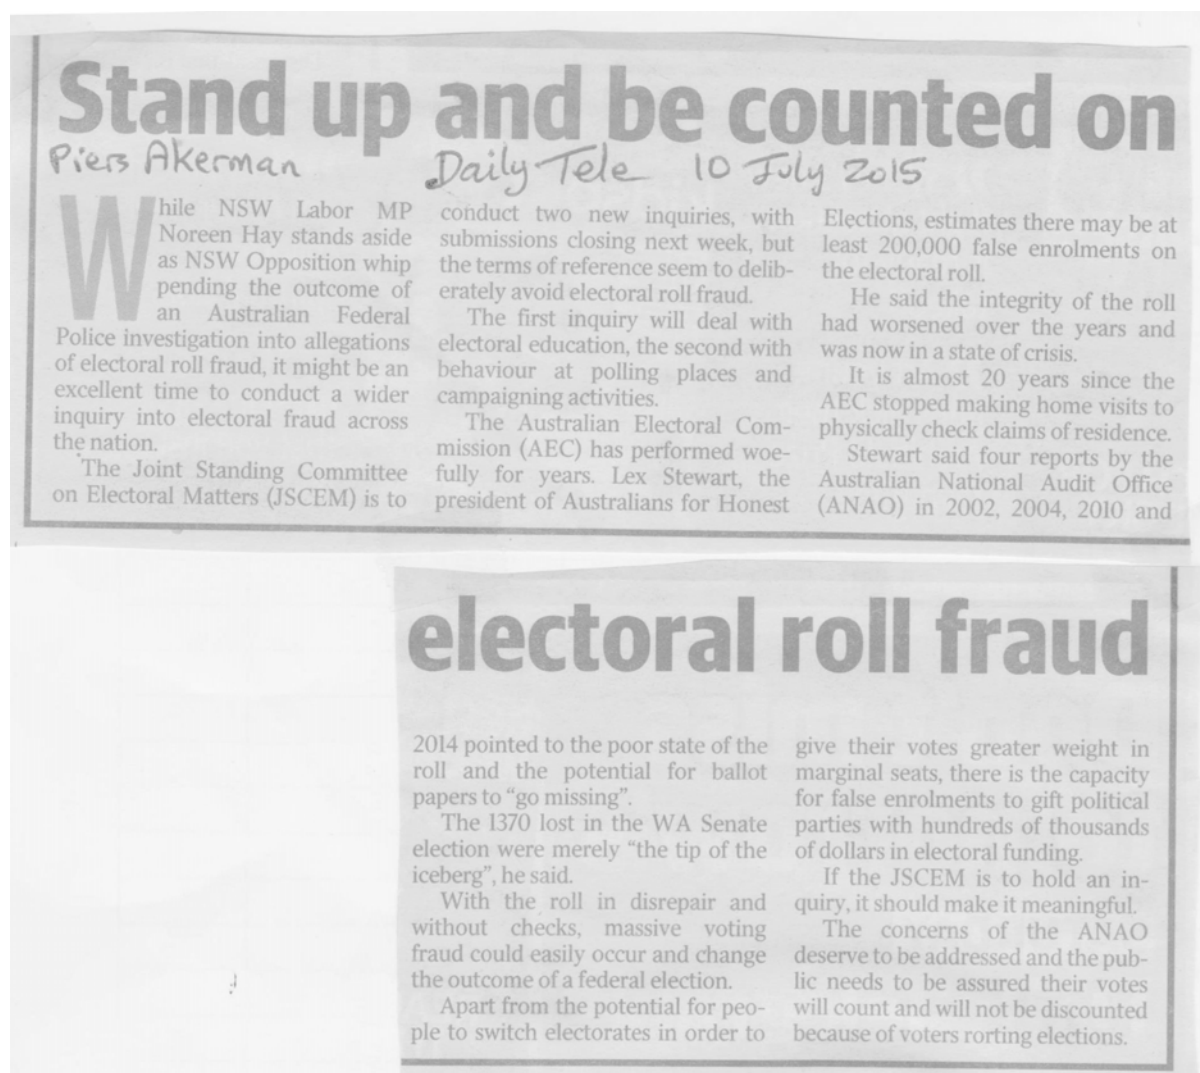 Stand up and be counted on
Piers Akerman Daily Tele 10 July 2015
While NSW Labor MP
Noreen Hay stands aside
as NSW Opposition whip
pending the outcome of
an Australian Federal
Police investigation into allegations
of electoral roll fraud, it might be an
excellent time to conduct a wider
inquiry into electoral fraud across
the nation.
The Joint Standing Committee
on Electoral Matters (JSCEM) is to
conduct two new inquiries, with
submissions closing next week, but
the terms of reference seem to delib-
erately avoid electoral roll fraud.
The first inquiry will deal with
electoral education, the second with
behaviour at polling places and
campaigning activities.
The Australian Electoral Com-
mission (AEC) has performed woe-
fully for years. Lex Stewart, the
president of Australians for Honest
Elections, estimates there may be at
least 200,000 false enrolments on
the electoral roll.
He said the integrity of the roll
had worsened over the years and
was now in a state of crisis.
It is almost 20 years since the
AEC stopped making home visits to
physically check claims of residence.
Stewart said four reports by the
Australian National Audit Office
(ANAO) in 2002, 2004, 2010 and
electoral roll fraud
2014 pointed to the poor state of the
roll and the potential for ballot
papers to “go missing”.
The 1370 lost in the WA Senate
election were merely “the tip of the
iceberg”, he said.
With the roll in disrepair and
without checks, massive voting
fraud could easily occur and change
the outcome of a federal election.
Apart from the potential for peo-
ple to switch electorates in order to
give their votes greater weight in
marginal seats, there is the capacity
for false enrolments to gift political
parties with hundreds of thousands
of dollars in electoral funding.
If the JSCEM is to hold an in-
quiry, it should make it meaningful.
The concerns of the ANAO
deserve to be addressed and the pub-
lic needs to be assured their votes
will count and will not be discounted
because of voters rorting elections.